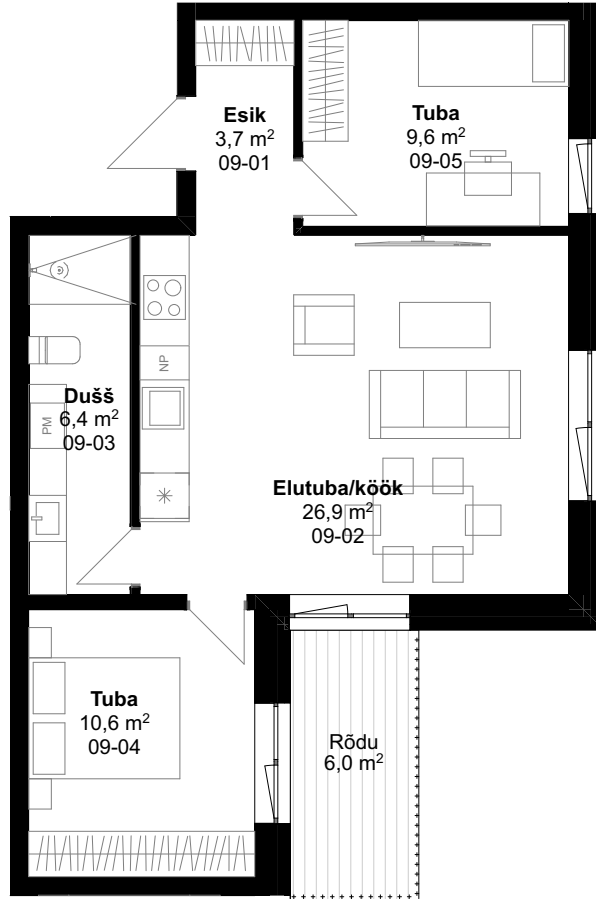 Esik
3,7 m²
09-01
Tuba
9,6 m²
09-05
NP
Dušš
6,4 m²
09-03
PM
Elutuba/köök
26,9 m²
09-02
Tuba
10,6 m²
09-04
Rõdu
6,0 m²